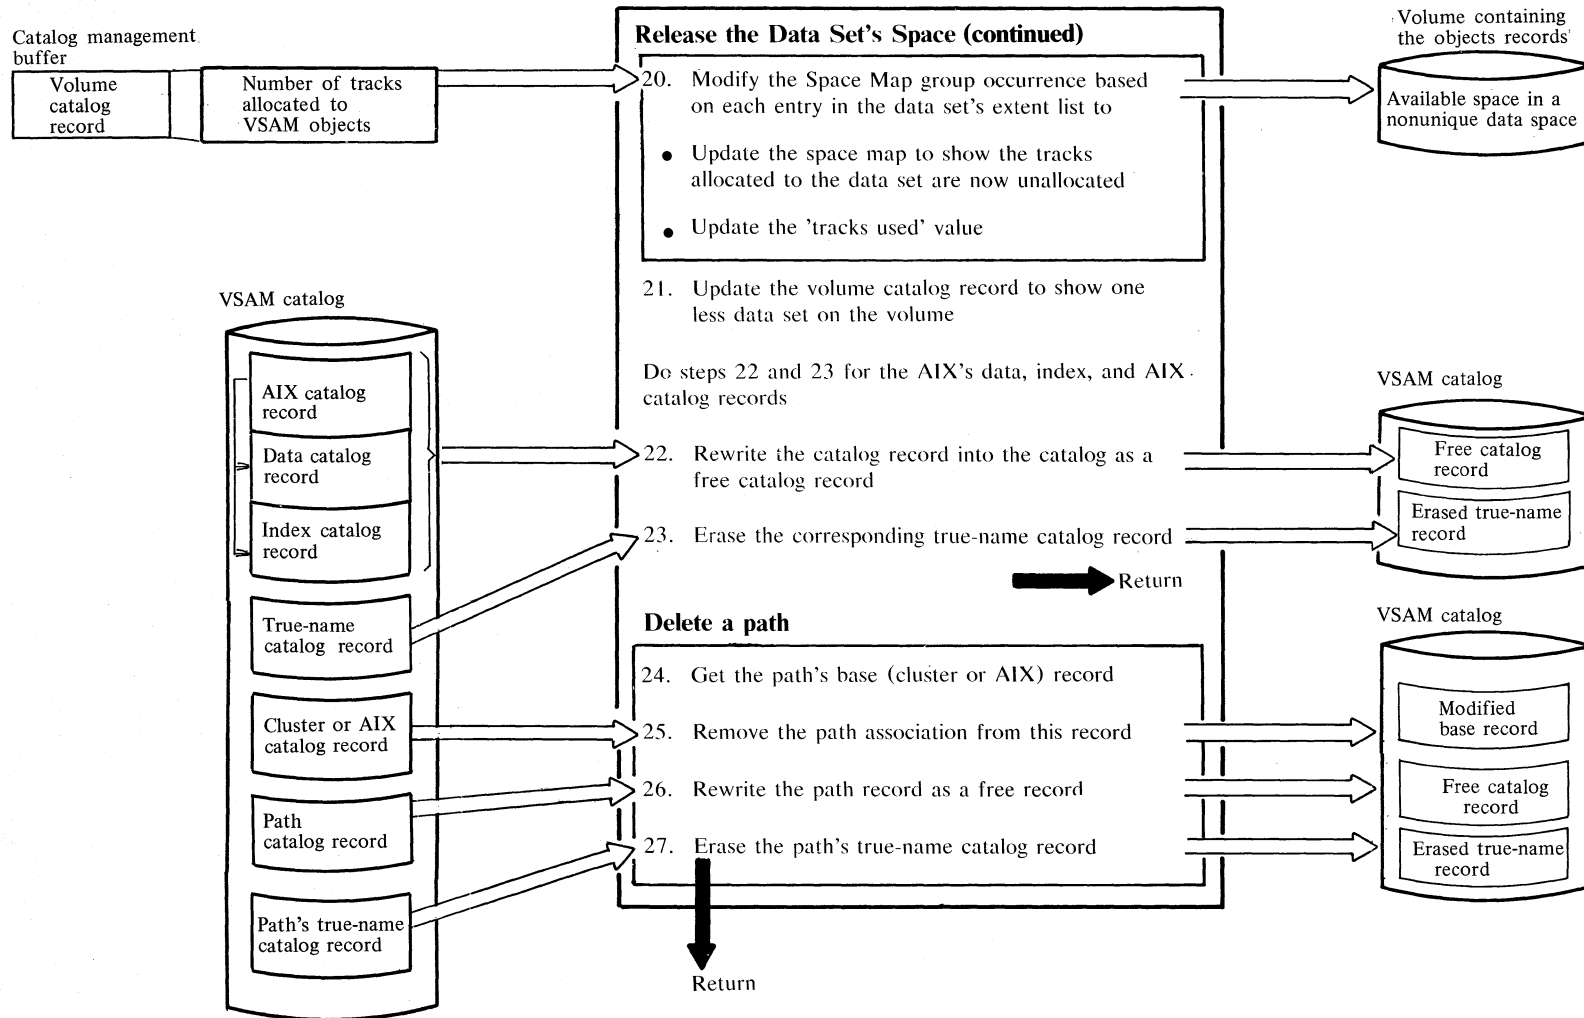 Catalog management
buffer
Volume
catalog
record
Number of tracks
allocated to
VSAM objects
Release the Data Set's Space (continued)
20. Modify the Space Map group occurrence based
on each entry in the data set's extent list to
• Update the space map to show the tracks
allocated to the data set are now unallocated
• Update the 'tracks used' value
Volume containing
the objects records'
Available space in a
nonunique data space
21. Update the volume catalog record to show one
less data set on the volume
Do steps 22 and 23 for the AIX's data, index, and AIX
catalog records
VSAM catalog
AIX catalog
record
Data catalog
record
Index catalog
record
True-name
catalog record
Cluster or AIX
catalog record
Path
catalog record
Path's true-name
catalog record
22. Rewrite the catalog record into the catalog as a
free catalog record
23. Erase the corresponding true-name catalog record
Return
VSAM catalog
Free catalog
record
Erased true-name
record
Delete a path
24. Get the path's base (cluster or AIX) record
25. Remove the path association from this record
26. Rewrite the path record as a free record
27. Erase the path's true-name catalog record
Return
VSAM catalog
Modified
base record
Free catalog
record
Erased true-name
record